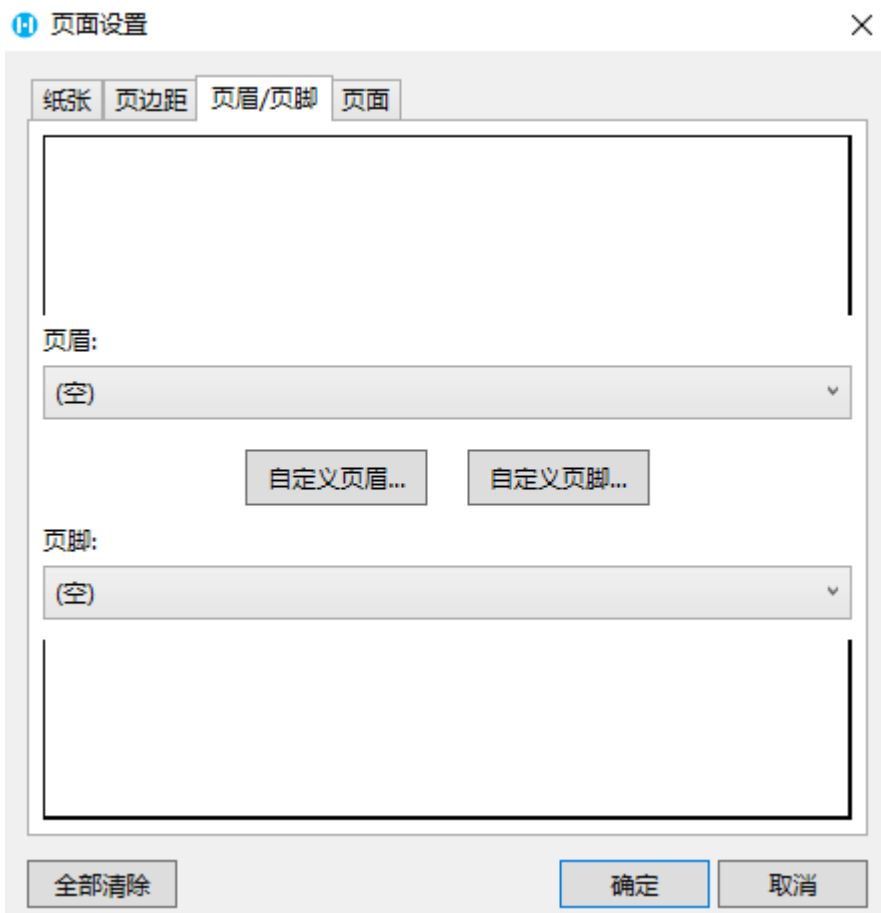 页面设置
纸张 页边距 页眉/页脚 页面
页眉:
(空)
自定义页眉... 自定义页脚...
页脚:
(空)
全部清除 确定 取消